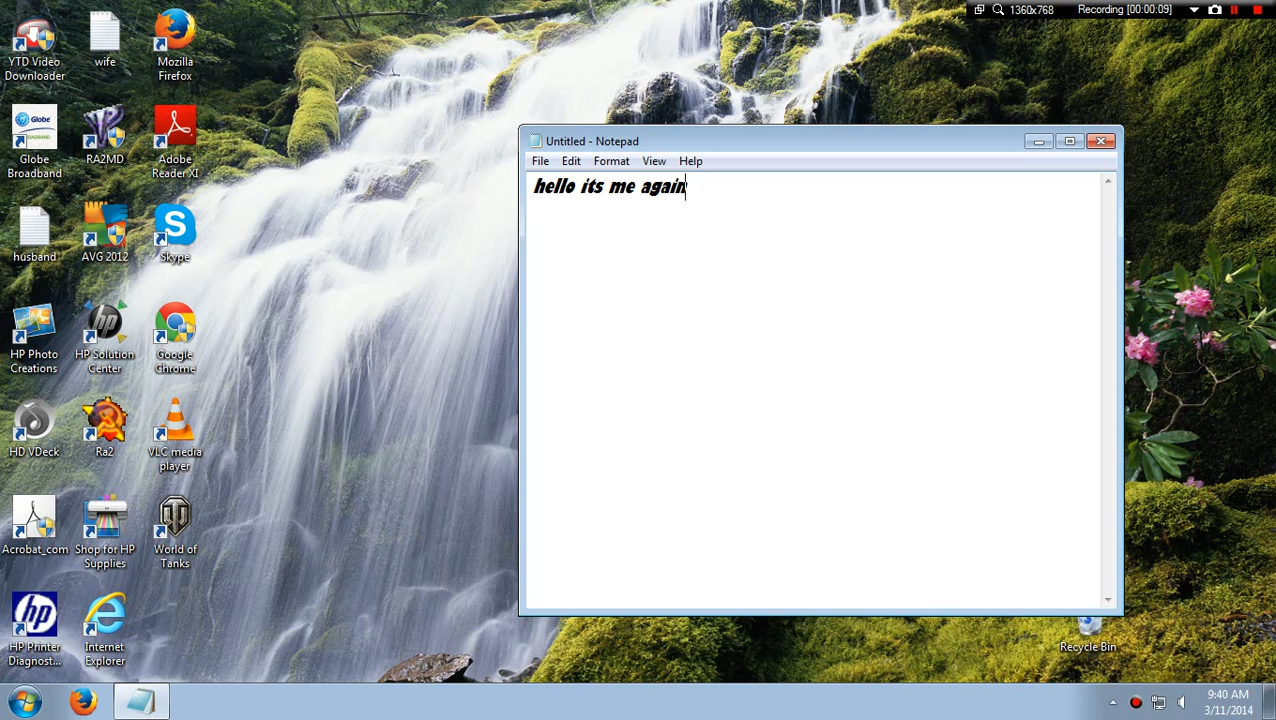 1360x768 Recording [00:00:09]
YTD Video Downloader
wife
Mozilla Firefox
Globe Broadband
RA2MD
Adobe Reader XI
husband
AVG 2012
Skype
HP Photo Creations
HP Solution Center
Google Chrome
HD VDeck
Ra2
VLC media player
Acrobat_com
Shop for HP Supplies
World of Tanks
HP Printer Diagnost...
Internet Explorer
Untitled - Notepad
File Edit Format View Help
hello its me again
Recycle Bin
9:40 AM
3/11/2014